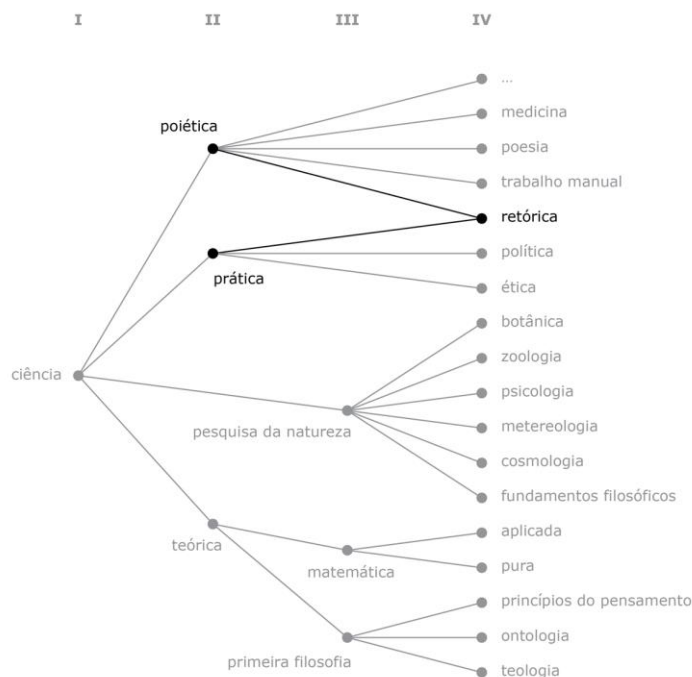 I II III IV
...
medicina
poiética
poesia
trabalho manual
retórica
política
prática
ética
botânica
zoologia
ciência
psicologia
pesquisa da natureza
metereologia
cosmologia
fundamentos filosóficos
aplicada
teórica
matemática
pura
princípios do pensamento
ontologia
primeira filosofia
teologia